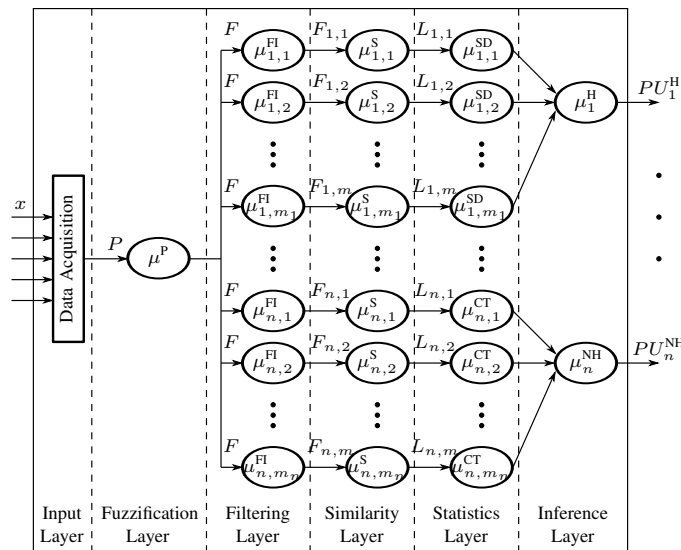 F μ^FI_1,1 F_1,1 μ^S_1,1 L_1,1 μ^SD_1,1
F μ^FI_1,2 F_1,2 μ^S_1,2 L_1,2 μ^SD_1,2 μ^H_1 PU^H_1
x
Data Acquisition
F μ^FI_1,m_1 F_1,m μ^S_1,m_1 L_1,m μ^SD_1,m_1
P μ^P
F μ^FI_n,1 F_n,1 μ^S_n,1 L_n,1 μ^CT_n,1
F μ^FI_n,2 F_n,2 μ^S_n,2 L_n,2 μ^CT_n,2 μ^NH_n PU^NH_n
F μ^FI_n,m_n F_n,m μ^S_n,m_n L_n,m μ^CT_n,m_n
Input Layer
Fuzzification Layer
Filtering Layer
Similarity Layer
Statistics Layer
Inference Layer